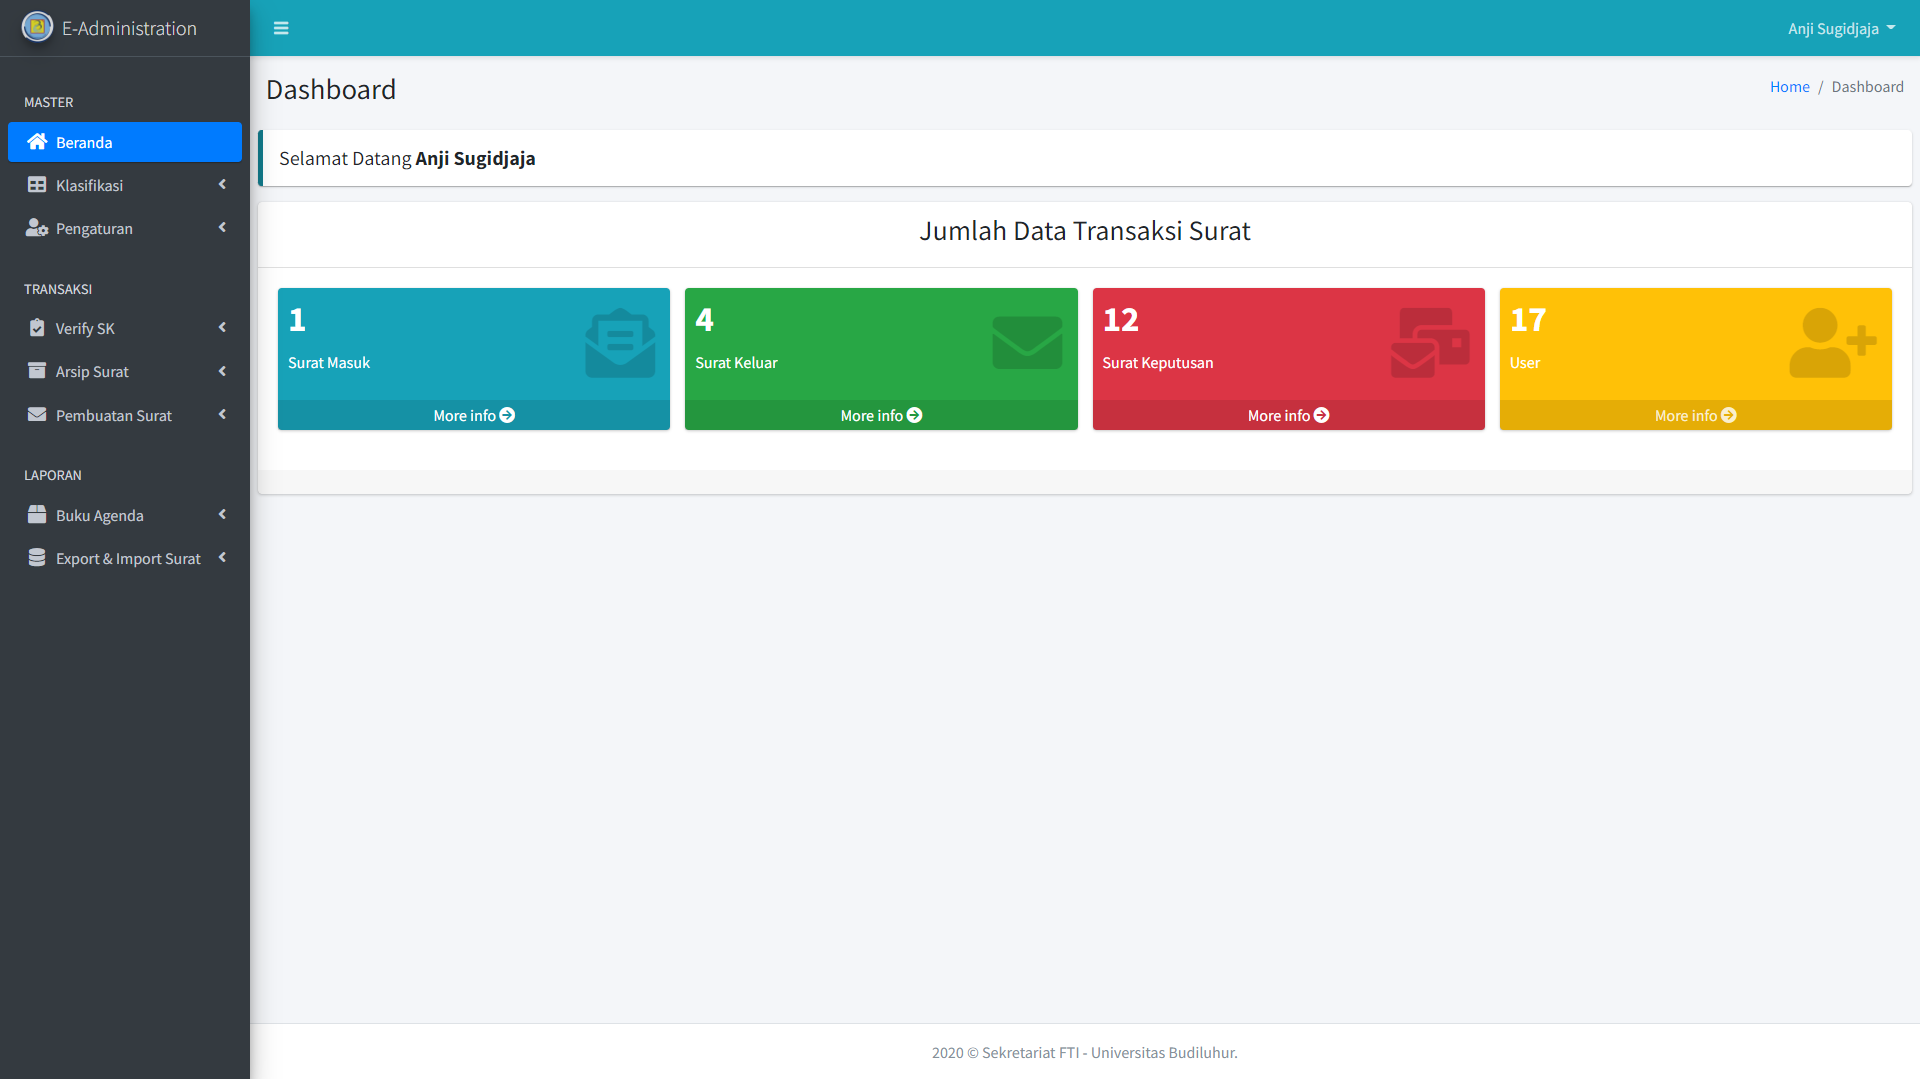 E-Administration
Anji Sugidjaja
MASTER
Beranda
Klasifikasi
Pengaturan
TRANSAKSI
Verify SK
Arsip Surat
Pembuatan Surat
LAPORAN
Buku Agenda
Export & Import Surat
Dashboard
Home / Dashboard
Selamat Datang Anji Sugidjaja
Jumlah Data Transaksi Surat
1
Surat Masuk
More info
4
Surat Keluar
More info
12
Surat Keputusan
More info
17
User
More info
2020 © Sekretariat FTI - Universitas Budiluhur.